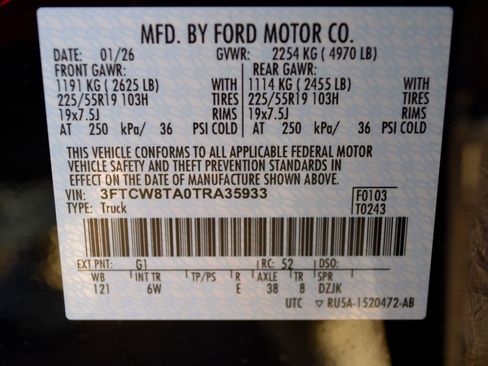 MFD. BY FORD MOTOR CO.
DATE: 01/26 GVWR: 2254 KG ( 4970 LB)
FRONT GAWR: REAR GAWR:
1191 KG ( 2625 LB) WITH 1114 KG ( 2455 LB) WITH
225/55R19 103H TIRES 225/55R19 103H TIRES
19x7.5J RIMS 19x7.5J RIMS
AT 250 kPa/ 36 PSI COLD AT 250 kPa/ 36 PSI COLD
THIS VEHICLE CONFORMS TO ALL APPLICABLE FEDERAL MOTOR
VEHICLE SAFETY AND THEFT PREVENTION STANDARDS IN
EFFECT ON THE DATE OF MANUFACTURE SHOWN ABOVE.
VIN: 3FTCW8TA0TRA35933 F0103
TYPE: Truck T0243
EXT PNT: G1 RC: 52 DSO:
WB INT TR TP/PS R AXLE TR SPR
121 6W E 38 8 DZJK
UTC ▽ RU5A-1520472-AB